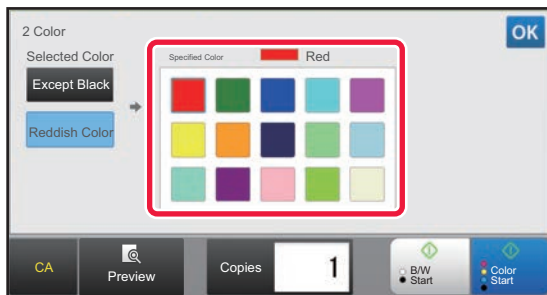 2 Color
OK
Selected Color
Specified Color
Red
Except Black
Reddish Color
CA
Preview
Copies
1
B/W
Start
Color
Start